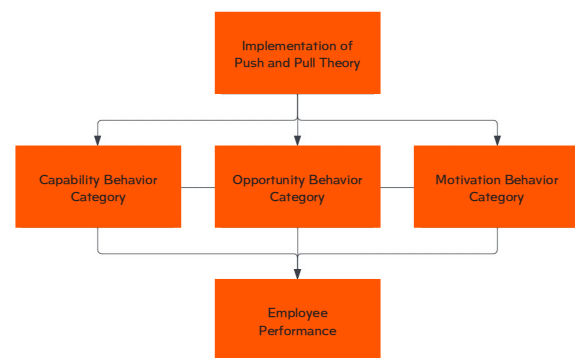 Implementation of
Push and Pull Theory
Capability Behavior
Category
Opportunity Behavior
Category
Motivation Behavior
Category
Employee
Performance